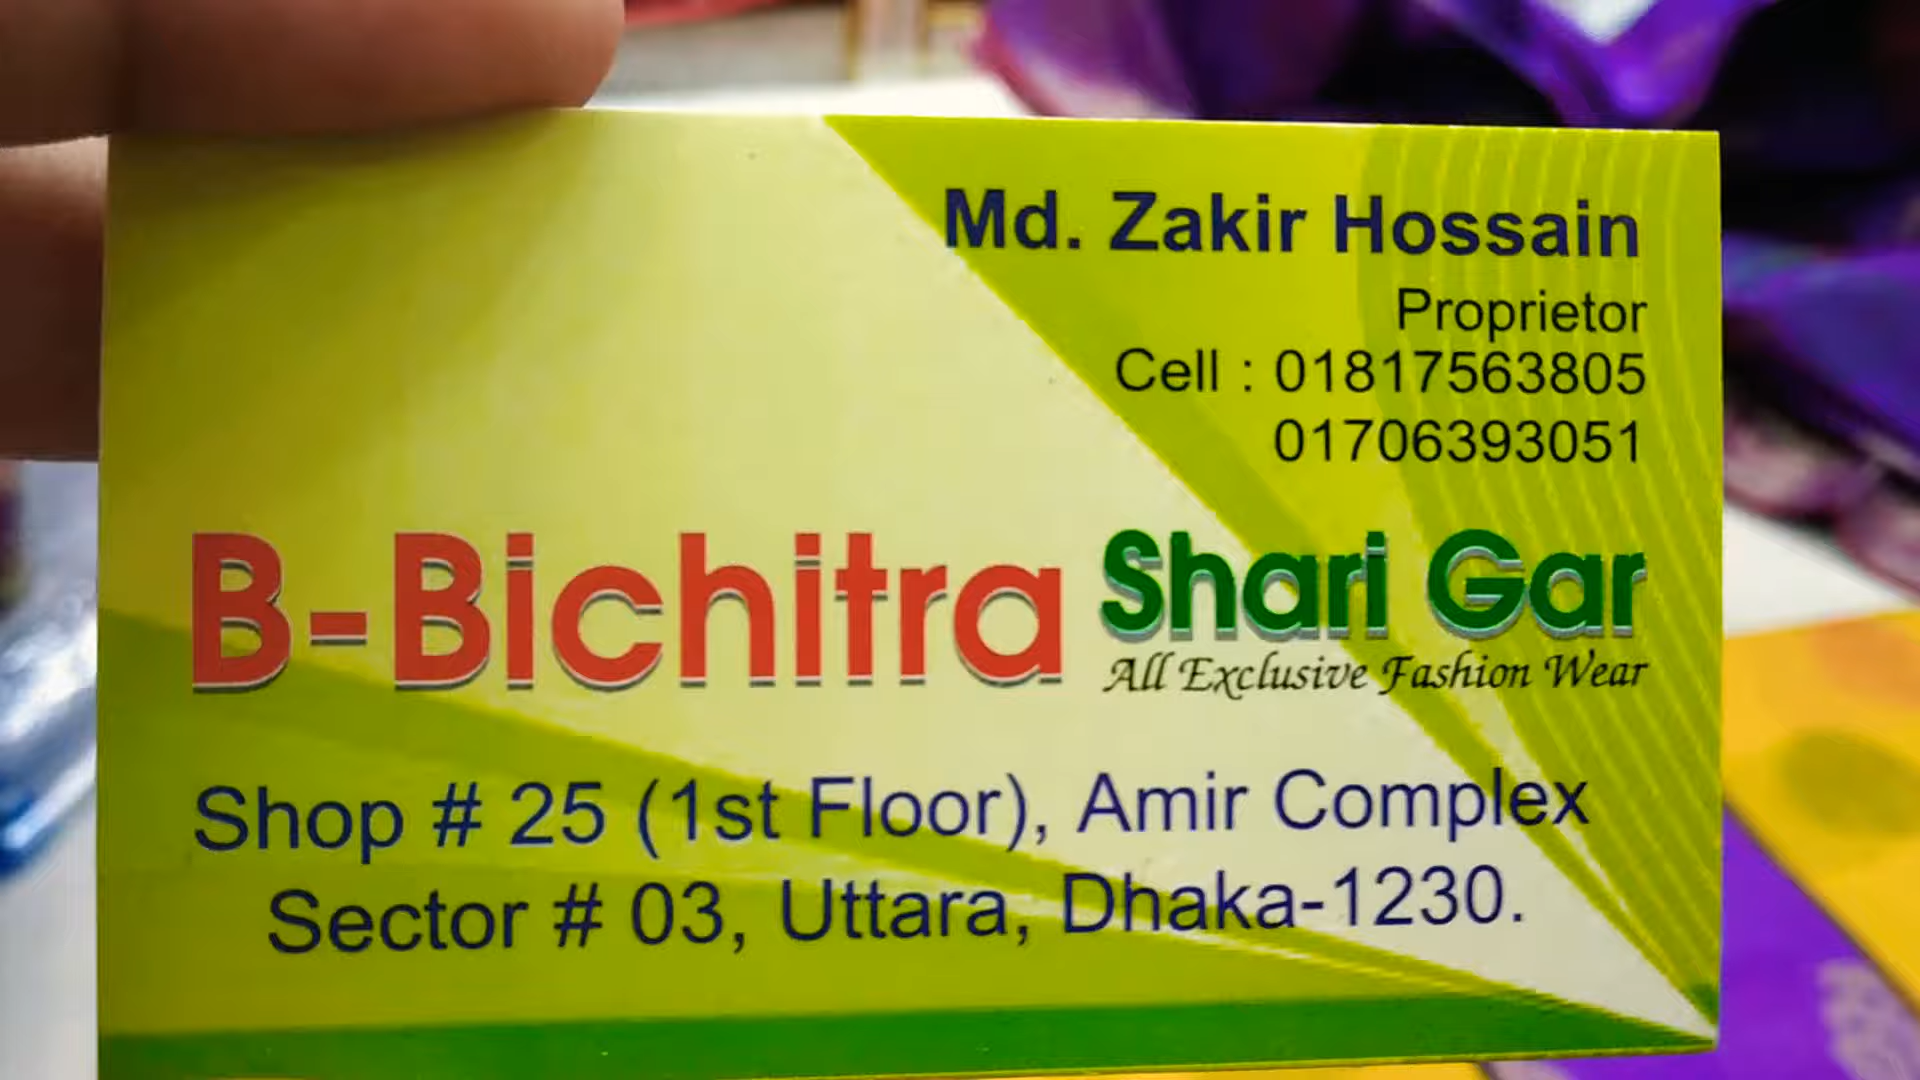 Md. Zakir Hossain
Proprietor
Cell : 01817563805
01706393051
B-Bichitra Shari Gar
All Exclusive Fashion Wear
Shop # 25 (1st Floor), Amir Complex
Sector # 03, Uttara, Dhaka-1230.